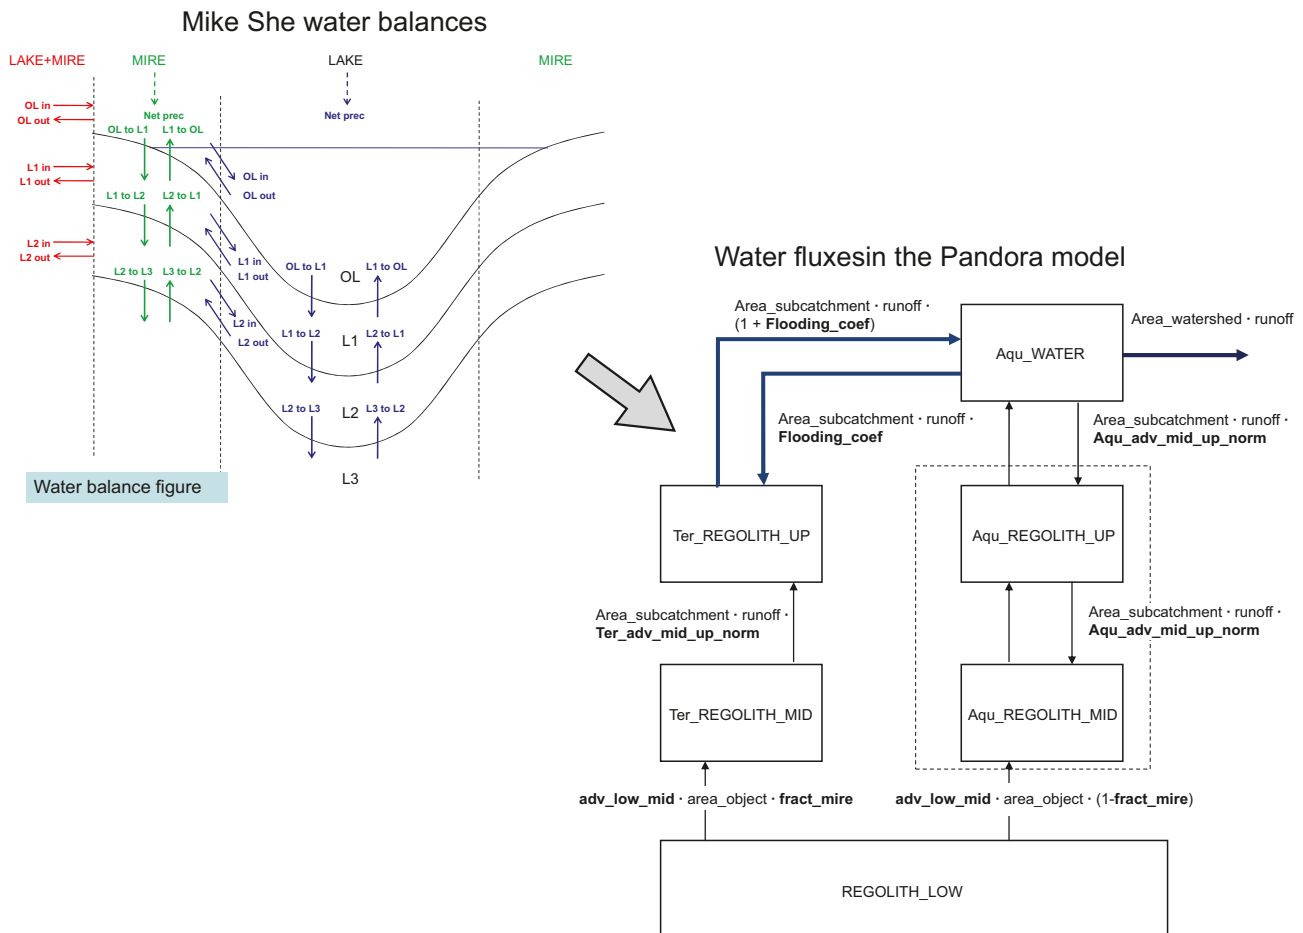 Mike She water balances
LAKE+MIRE
MIRE
LAKE
MIRE
OL in
OL out
Net prec
Net prec
OL to L1
L1 to OL
L1 in
L1 out
OL in
OL out
L1 to L2
L2 to L1
L2 in
L2 out
L1 in
L1 out
L2 to L3
L3 to L2
OL to L1
OL
L1 to OL
L2 in
L2 out
L1 to L2
L1
L2 to L1
L2 to L3
L2
L3 to L2
L3
Water balance figure
Water fluxesin the Pandora model
Area_subcatchment · runoff ·
(1 + Flooding_coef)
Aqu_WATER
Area_watershed · runoff
Area_subcatchment · runoff ·
Flooding_coef
Area_subcatchment · runoff ·
Aqu_adv_mid_up_norm
Ter_REGOLITH_UP
Aqu_REGOLITH_UP
Area_subcatchment · runoff ·
Ter_adv_mid_up_norm
Area_subcatchment · runoff ·
Aqu_adv_mid_up_norm
Ter_REGOLITH_MID
Aqu_REGOLITH_MID
adv_low_mid · area_object · fract_mire
adv_low_mid · area_object · (1-fract_mire)
REGOLITH_LOW